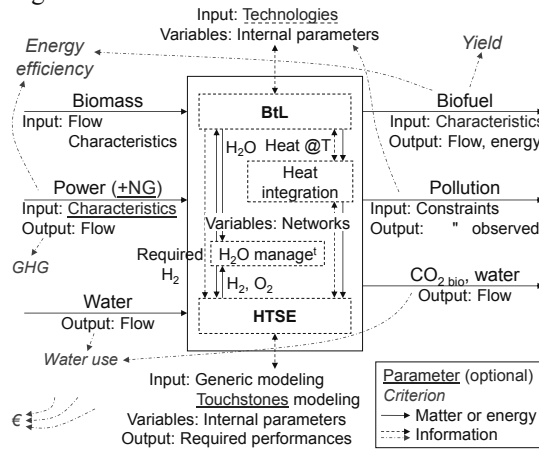 Input: Technologies
Variables: Internal parameters
Energy
efficiency
Yield
Biomass
Input: Flow
Characteristics
BtL
H₂O
Heat @T
Heat
integration
Biofuel
Input: Characteristics
Output: Flow, energy
Power (+NG)
Input: Characteristics
Output: Flow
Pollution
Input: Constraints
Output: " observed
Variables: Networks
GHG
Required
H₂
H₂O manageᵗ
H₂, O₂
CO₂ bio, water
Output: Flow
Water
Output: Flow
HTSE
Water use
Input: Generic modeling
Touchstones modeling
Variables: Internal parameters
Output: Required performances
€
Parameter (optional)
Criterion
Matter or energy
Information